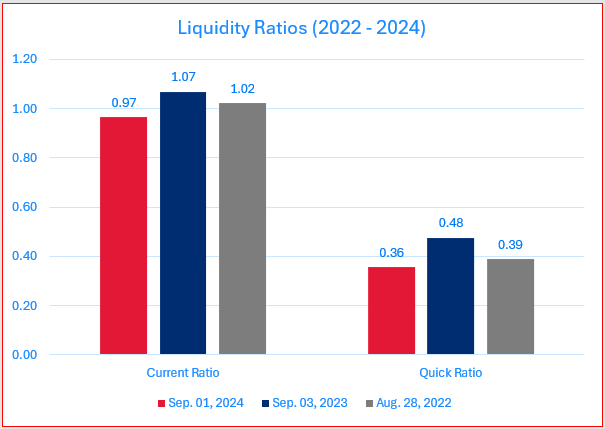 Liquidity Ratios (2022 - 2024)
1.20
1.00
0.80
0.60
0.40
0.20
0.00
0.97
1.07
1.02
0.36
0.48
0.39
Current Ratio
Quick Ratio
Sep. 01, 2024
Sep. 03, 2023
Aug. 28, 2022